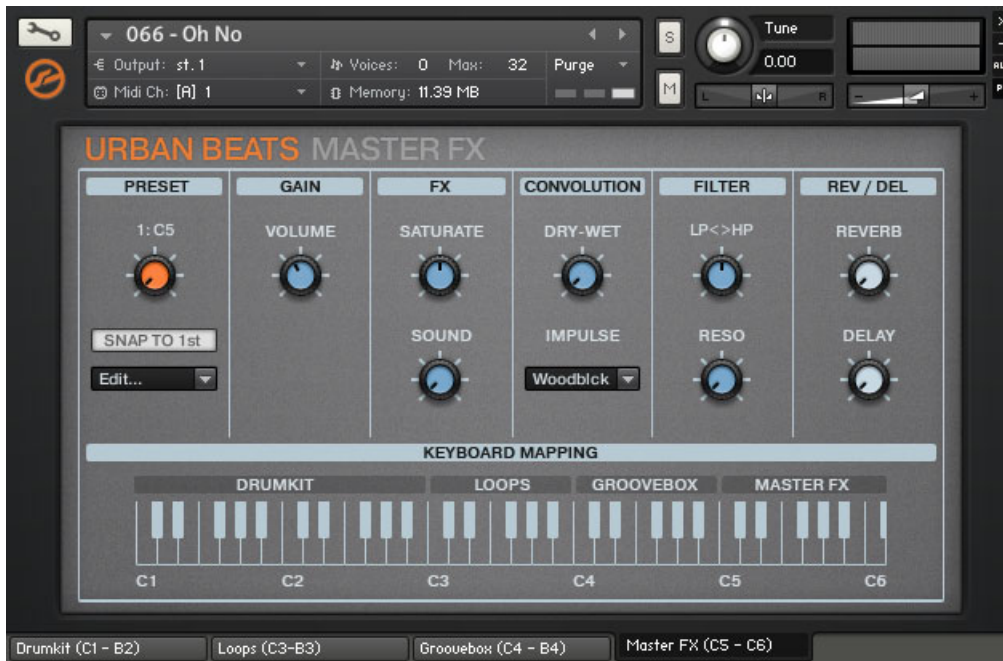 066 - Oh No
S
Tune
Output: st.1
Voices: 0 Max: 32
Purge
0.00
Midi Ch: [A] 1
Memory: 11.39 MB
M
L R
- +
URBAN BEATS MASTER FX
PRESET GAIN FX CONVOLUTION FILTER REV / DEL
1: C5 VOLUME SATURATE DRY-WET LP<>HP REVERB
SNAP TO 1st SOUND IMPULSE RESO DELAY
Edit... Woodblck
KEYBOARD MAPPING
DRUMKIT LOOPS GROOVEBOX MASTER FX
C1 C2 C3 C4 C5 C6
Drumkit (C1 - B2) Loops (C3-B3) Groovebox (C4 - B4) Master FX (C5 - C6)